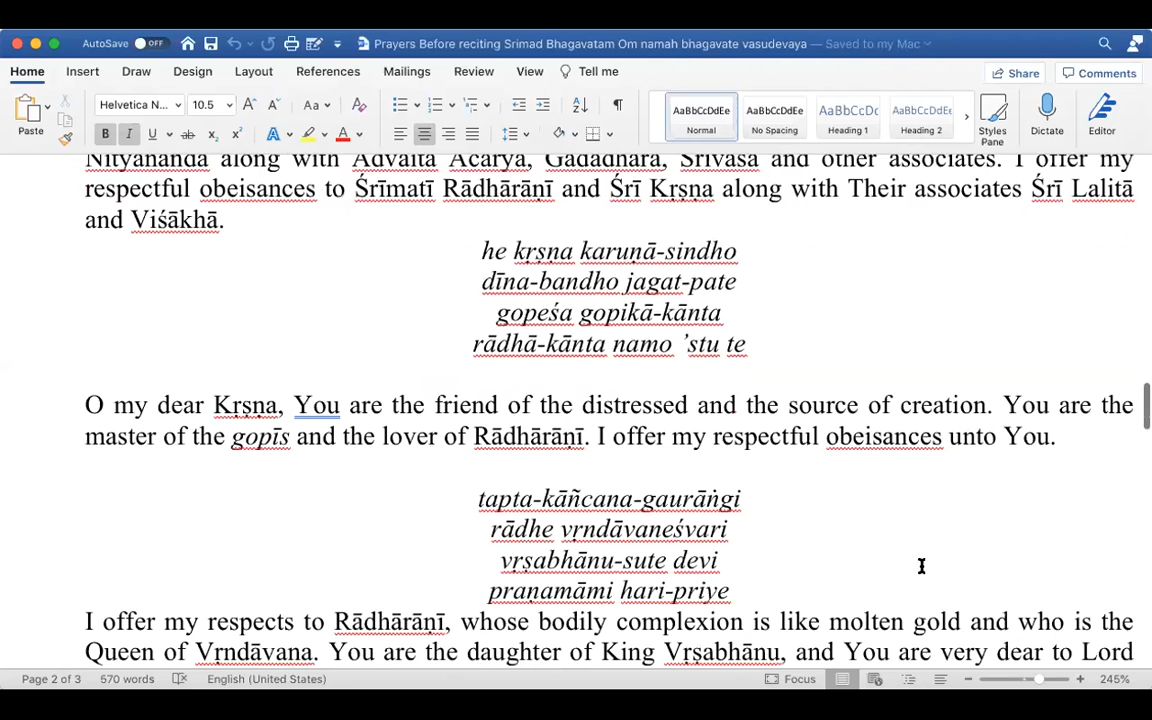 AutoSave OFF Prayers Before reciting Srimad Bhagavatam Om namah bhagavate vasudevaya — Saved to my Mac
Home Insert Draw Design Layout References Mailings Review View Tell me Share Comments
Paste Helvetica N... 10.5 Aa AaBbCcDdEe Normal AaBbCcDdEe No Spacing AaBbCcDc Heading 1 AaBbCcDdEe Heading 2 Styles Pane Dictate Editor
Nityānanda along with Advaita Ācārya, Gadādhara, Śrīvāsa and other associates. I offer my
respectful obeisances to Śrīmatī Rādhārāṇī and Śrī Kṛṣṇa along with Their associates Śrī Lalitā
and Viśākhā.
he kṛṣṇa karuṇā-sindho
dīna-bandho jagat-pate
gopeśa gopikā-kānta
rādhā-kānta namo ’stu te
O my dear Kṛṣṇa, You are the friend of the distressed and the source of creation. You are the
master of the gopīs and the lover of Rādhārāṇī. I offer my respectful obeisances unto You.
tapta-kāñcana-gaurāṅgi
rādhe vṛndāvaneśvari
vṛṣabhānu-sute devi
praṇamāmi hari-priye
I offer my respects to Rādhārāṇī, whose bodily complexion is like molten gold and who is the
Queen of Vṛndāvana. You are the daughter of King Vṛṣabhānu, and You are very dear to Lord
Page 2 of 3 570 words English (United States) Focus 245%